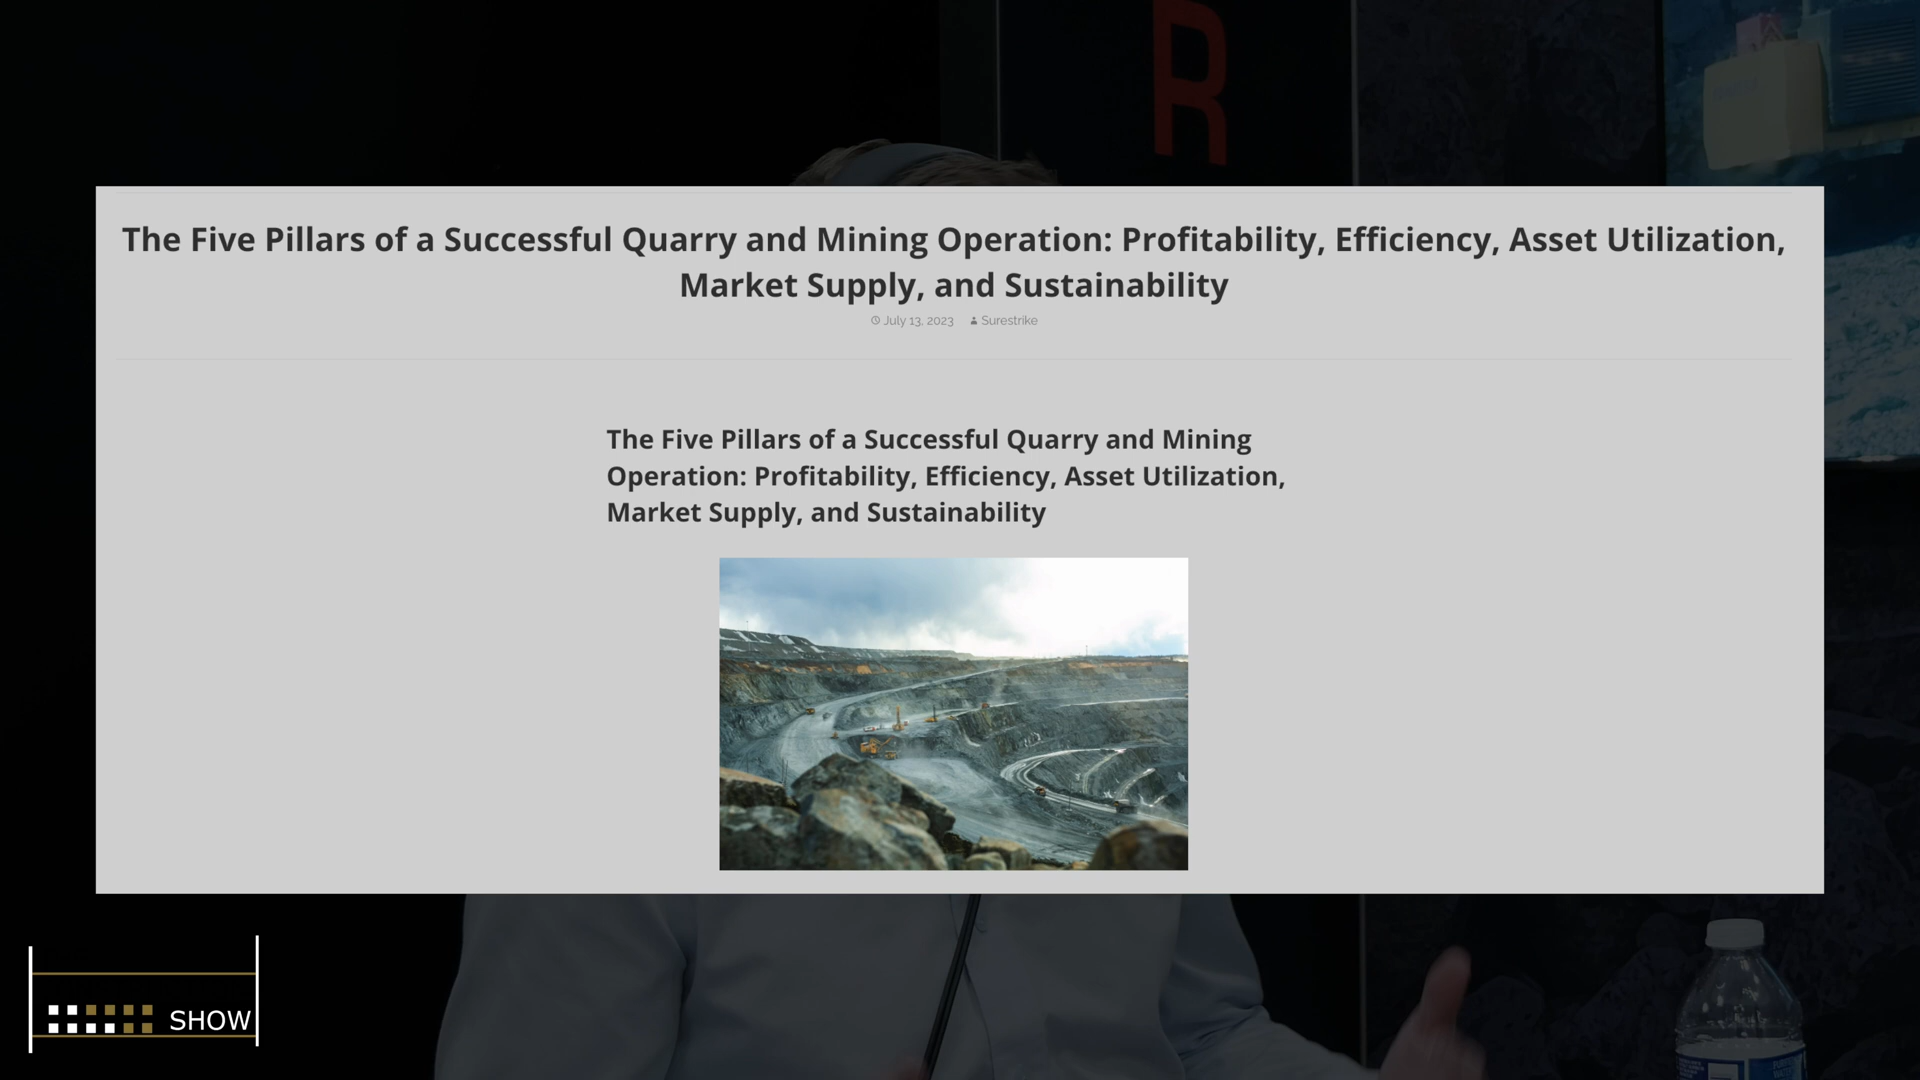 R
The Five Pillars of a Successful Quarry and Mining Operation: Profitability, Efficiency, Asset Utilization,
Market Supply, and Sustainability
July 13, 2023 Surestrike
The Five Pillars of a Successful Quarry and Mining
Operation: Profitability, Efficiency, Asset Utilization,
Market Supply, and Sustainability
SHOW